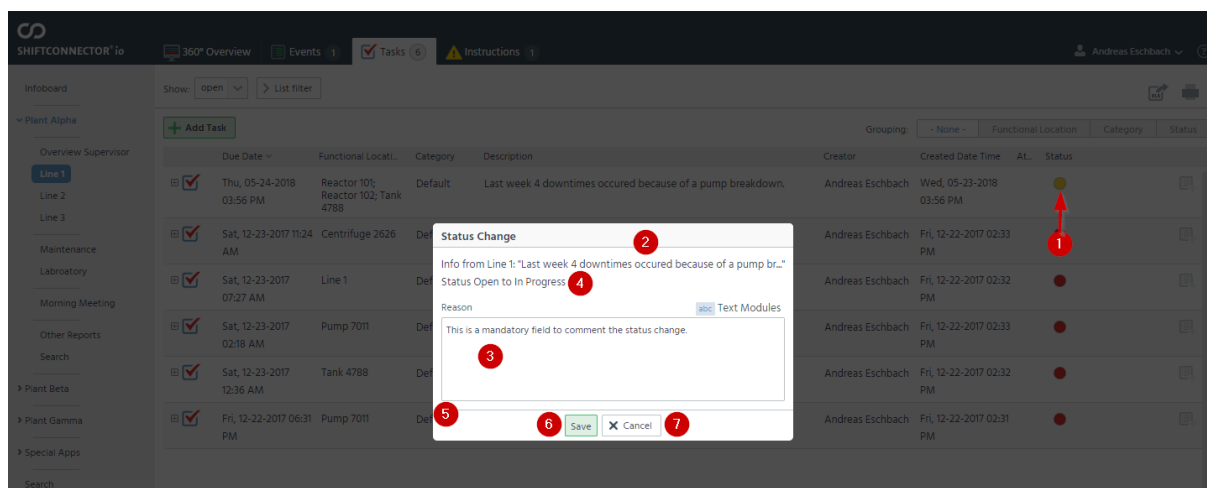 SHIFTCONNECTOR® io
360° Overview
Events 1
Tasks 6
Instructions 1
Andreas Eschbach
?
Infoboard
Plant Alpha
Overview Supervisor
Line 1
Line 2
Line 3
Maintenance
Labroatory
Morning Meeting
Other Reports
Search
Plant Beta
Plant Gamma
Special Apps
Search
Show: open > List filter
Add Task
Grouping: - None - Functional Location Category Status
Due Date Functional Locati... Category Description Creator Created Date Time At... Status
Thu, 05-24-2018 Reactor 101; Default Last week 4 downtimes occured because of a pump breakdown. Andreas Eschbach Wed, 05-23-2018
03:56 PM Reactor 102; Tank 03:56 PM
4788
1
Sat, 12-23-2017 11:24 Centrifuge 2626 Def Andreas Eschbach Fri, 12-22-2017 02:33
AM PM
Sat, 12-23-2017 Line 1 Def Andreas Eschbach Fri, 12-22-2017 02:32
07:27 AM PM
Sat, 12-23-2017 Pump 7011 Def Andreas Eschbach Fri, 12-22-2017 02:33
02:18 AM PM
Sat, 12-23-2017 Tank 4788 Def Andreas Eschbach Fri, 12-22-2017 02:32
12:36 AM PM
Fri, 12-22-2017 06:31 Pump 7011 Def Andreas Eschbach Fri, 12-22-2017 02:31
PM PM
Status Change
2
Info from Line 1: "Last week 4 downtimes occured because of a pump br..."
Status Open to In Progress 4
Reason abc Text Modules
This is a mandatory field to comment the status change.
3
5
6 Save Cancel 7